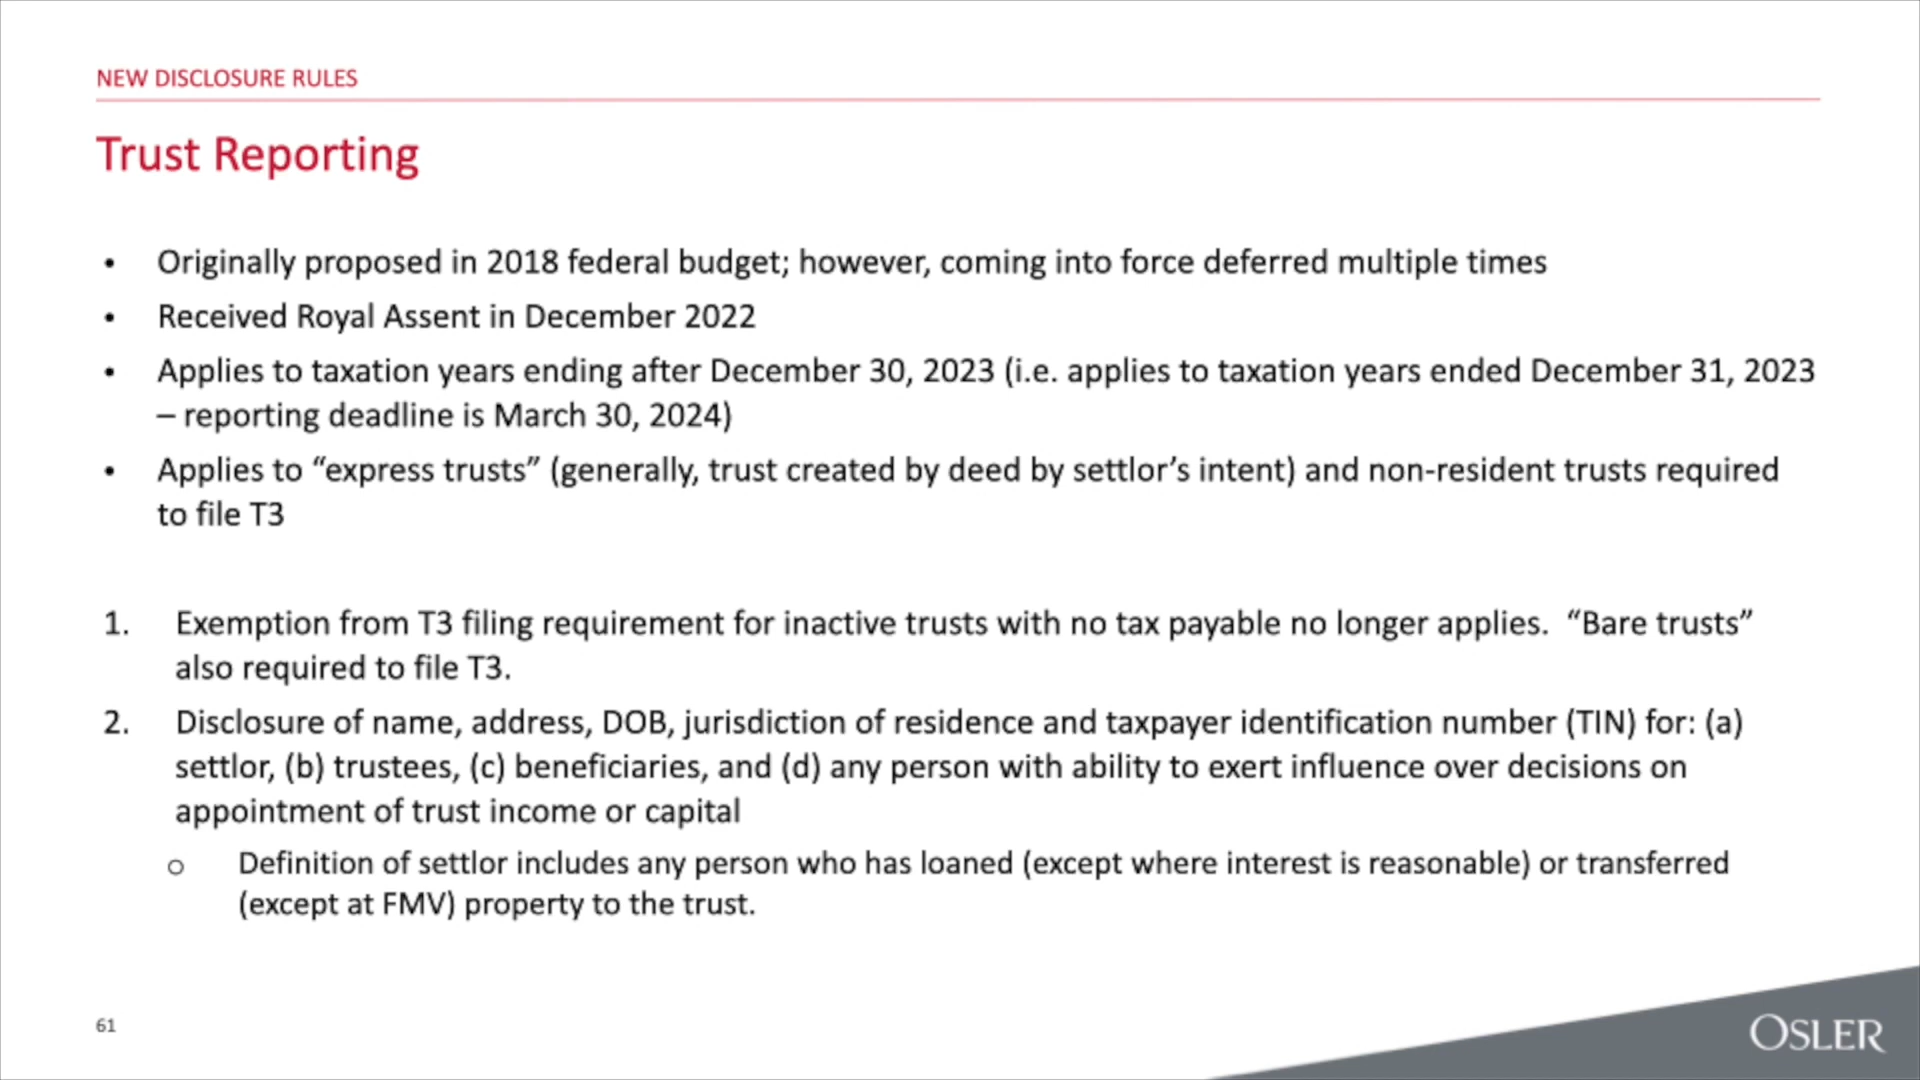 NEW DISCLOSURE RULES
Trust Reporting
• Originally proposed in 2018 federal budget; however, coming into force deferred multiple times
• Received Royal Assent in December 2022
• Applies to taxation years ending after December 30, 2023 (i.e. applies to taxation years ended December 31, 2023
– reporting deadline is March 30, 2024)
• Applies to “express trusts” (generally, trust created by deed by settlor’s intent) and non-resident trusts required
to file T3
1. Exemption from T3 filing requirement for inactive trusts with no tax payable no longer applies. “Bare trusts”
also required to file T3.
2. Disclosure of name, address, DOB, jurisdiction of residence and taxpayer identification number (TIN) for: (a)
settlor, (b) trustees, (c) beneficiaries, and (d) any person with ability to exert influence over decisions on
appointment of trust income or capital
o Definition of settlor includes any person who has loaned (except where interest is reasonable) or transferred
(except at FMV) property to the trust.
61
OSLER